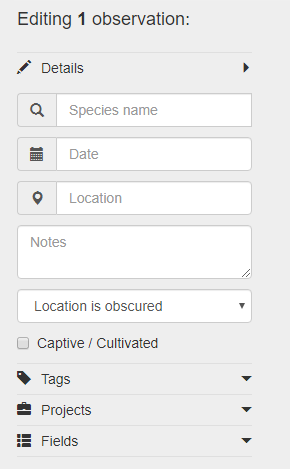 Editing 1 observation:
Details
Species name
Date
Location
Notes
Location is obscured
Captive / Cultivated
Tags
Projects
Fields